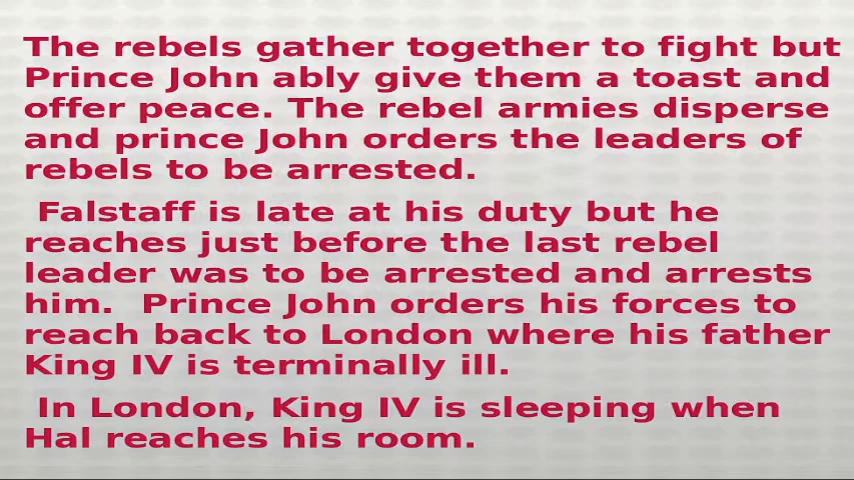 The rebels gather together to fight but
Prince John ably give them a toast and
offer peace. The rebel armies disperse
and prince John orders the leaders of
rebels to be arrested.
Falstaff is late at his duty but he
reaches just before the last rebel
leader was to be arrested and arrests
him.  Prince John orders his forces to
reach back to London where his father
King IV is terminally ill.
In London, King IV is sleeping when
Hal reaches his room.